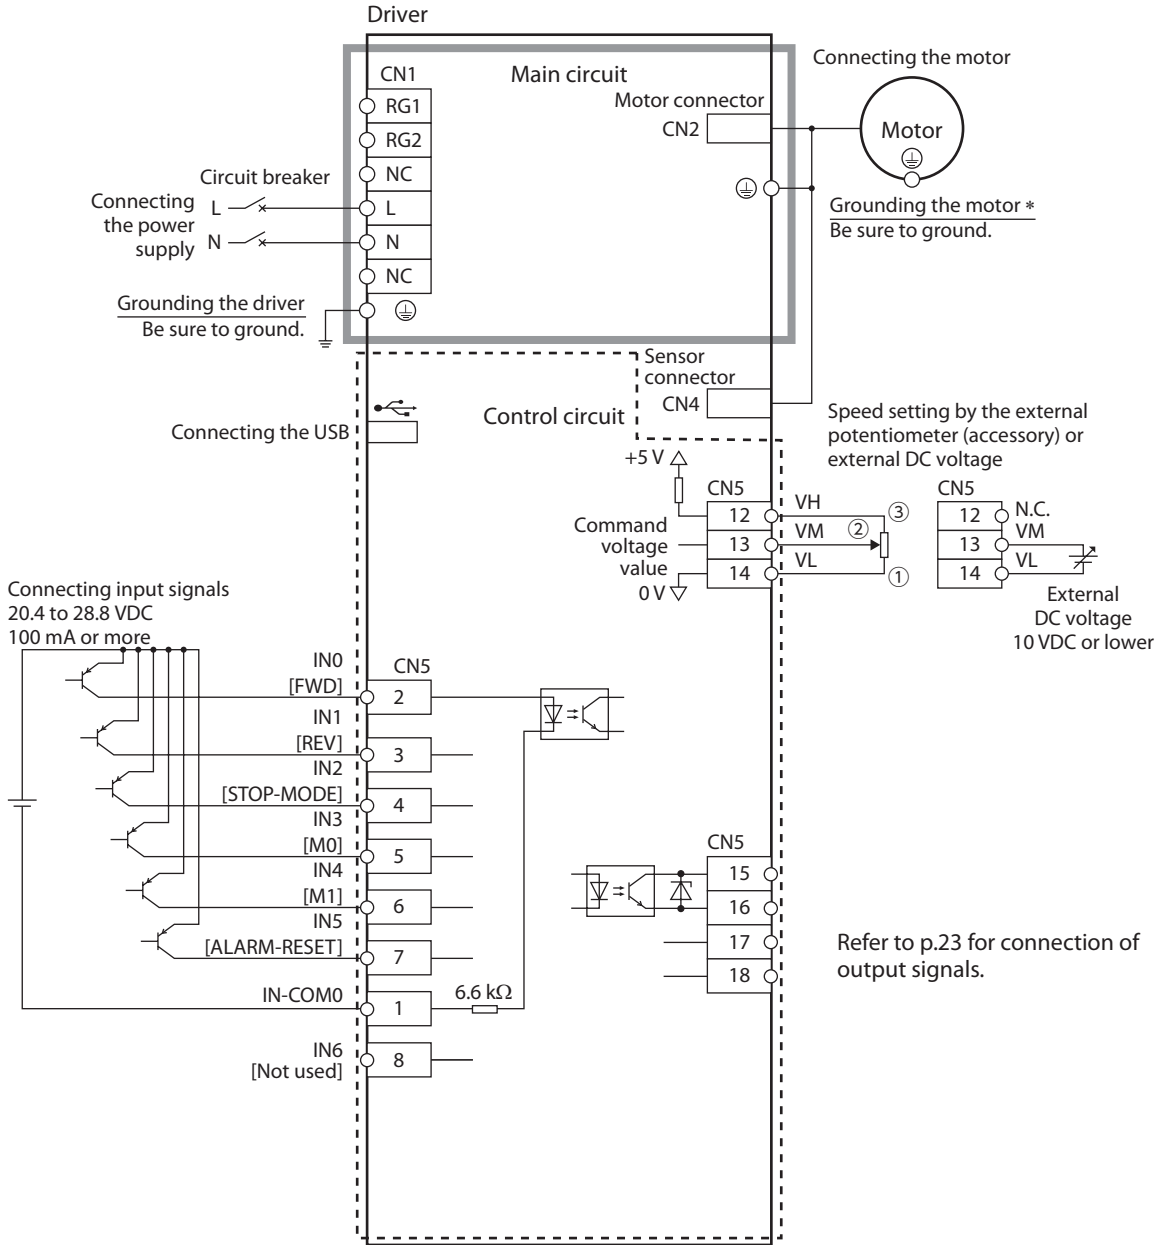 Driver
CN1
Main circuit
RG1
RG2
NC
L
N
NC
Motor connector
CN2
Connecting the motor
Motor
Grounding the motor *
Be sure to ground.
Circuit breaker
Connecting
the power
supply
L
N
Grounding the driver
Be sure to ground.
Sensor
connector
CN4
Control circuit
Connecting the USB
Speed setting by the external
potentiometer (accessory) or
external DC voltage
+5 V
CN5
12
13
14
Command
voltage
value
0 V
VH
VM
VL
③
②
①
CN5
12
13
14
N.C.
VM
VL
External
DC voltage
10 VDC or lower
Connecting input signals
20.4 to 28.8 VDC
100 mA or more
CN5
IN0
[FWD]
2
IN1
[REV]
3
IN2
[STOP-MODE]
4
IN3
[M0]
5
IN4
[M1]
6
IN5
[ALARM-RESET]
7
IN-COM0
1
6.6 kΩ
IN6
[Not used]
8
CN5
15
16
17
18
Refer to p.23 for connection of
output signals.